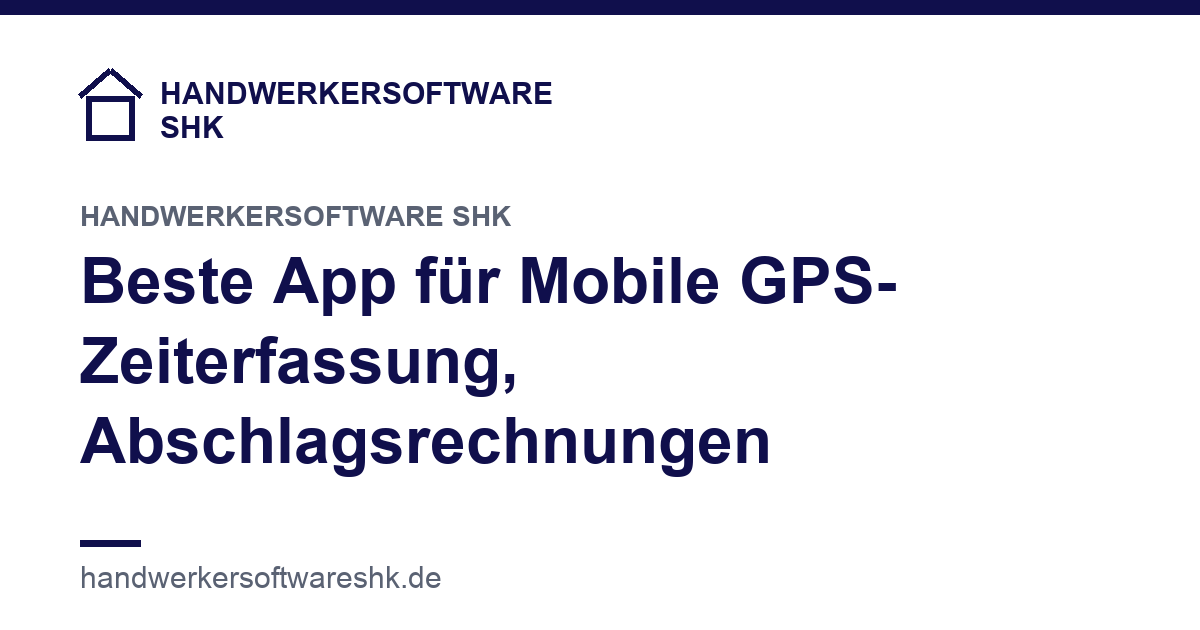 HANDWERKERSOFTWARE
SHK
HANDWERKERSOFTWARE SHK
Beste App für Mobile GPS-
Zeiterfassung,
Abschlagsrechnungen
handwerkersoftwareshk.de